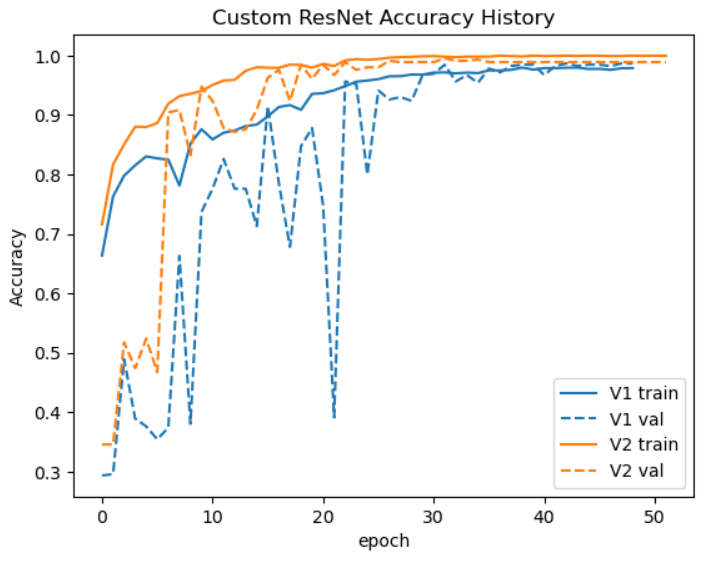 Custom ResNet Accuracy History
Accuracy
1.0
0.9
0.8
0.7
0.6
0.5
0.4
0.3
V1 train
V1 val
V2 train
V2 val
0 10 20 30 40 50
epoch